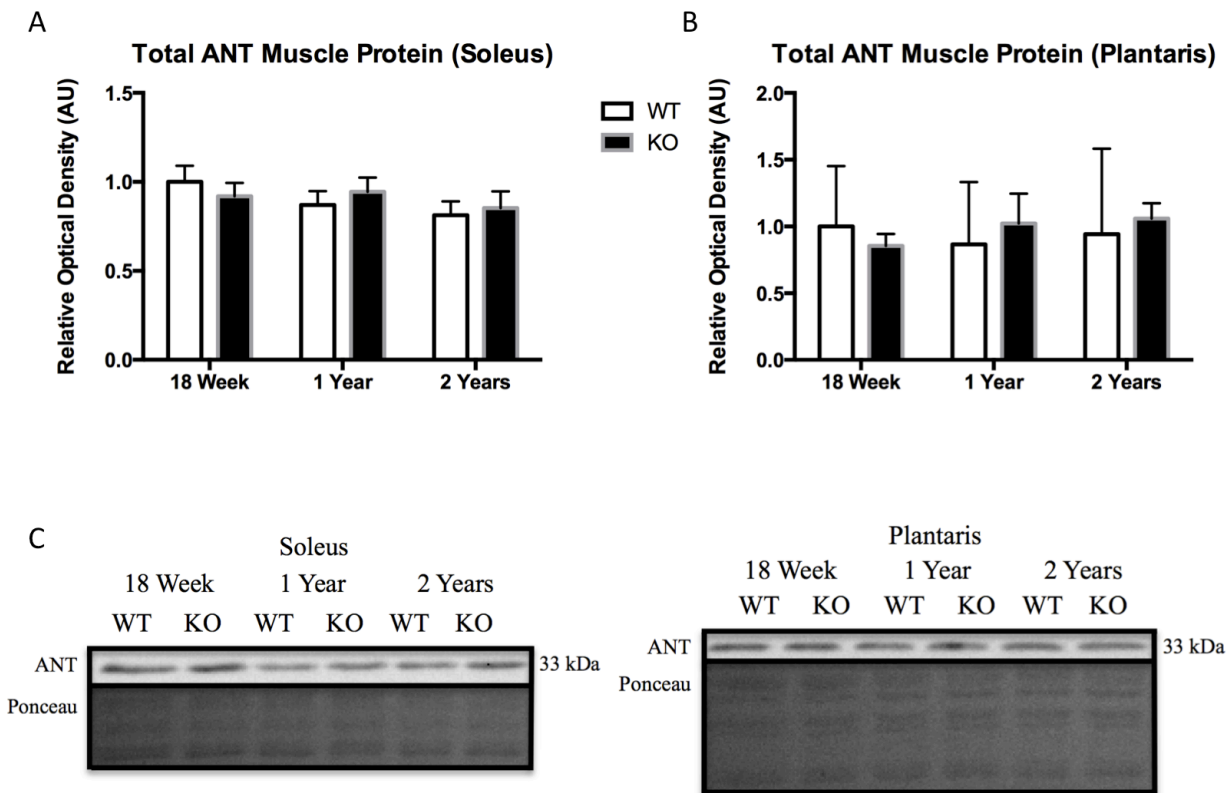 A
Total ANT Muscle Protein (Soleus)
Relative Optical Density (AU)
1.5
1.0
0.5
0.0
18 Week 1 Year 2 Years
WT
KO
B
Total ANT Muscle Protein (Plantaris)
Relative Optical Density (AU)
2.0
1.5
1.0
0.5
0.0
18 Week 1 Year 2 Years
C
Soleus
18 Week 1 Year 2 Years
WT KO WT KO WT KO
ANT 33 kDa
Ponceau
Plantaris
18 Week 1 Year 2 Years
WT KO WT KO WT KO
ANT 33 kDa
Ponceau